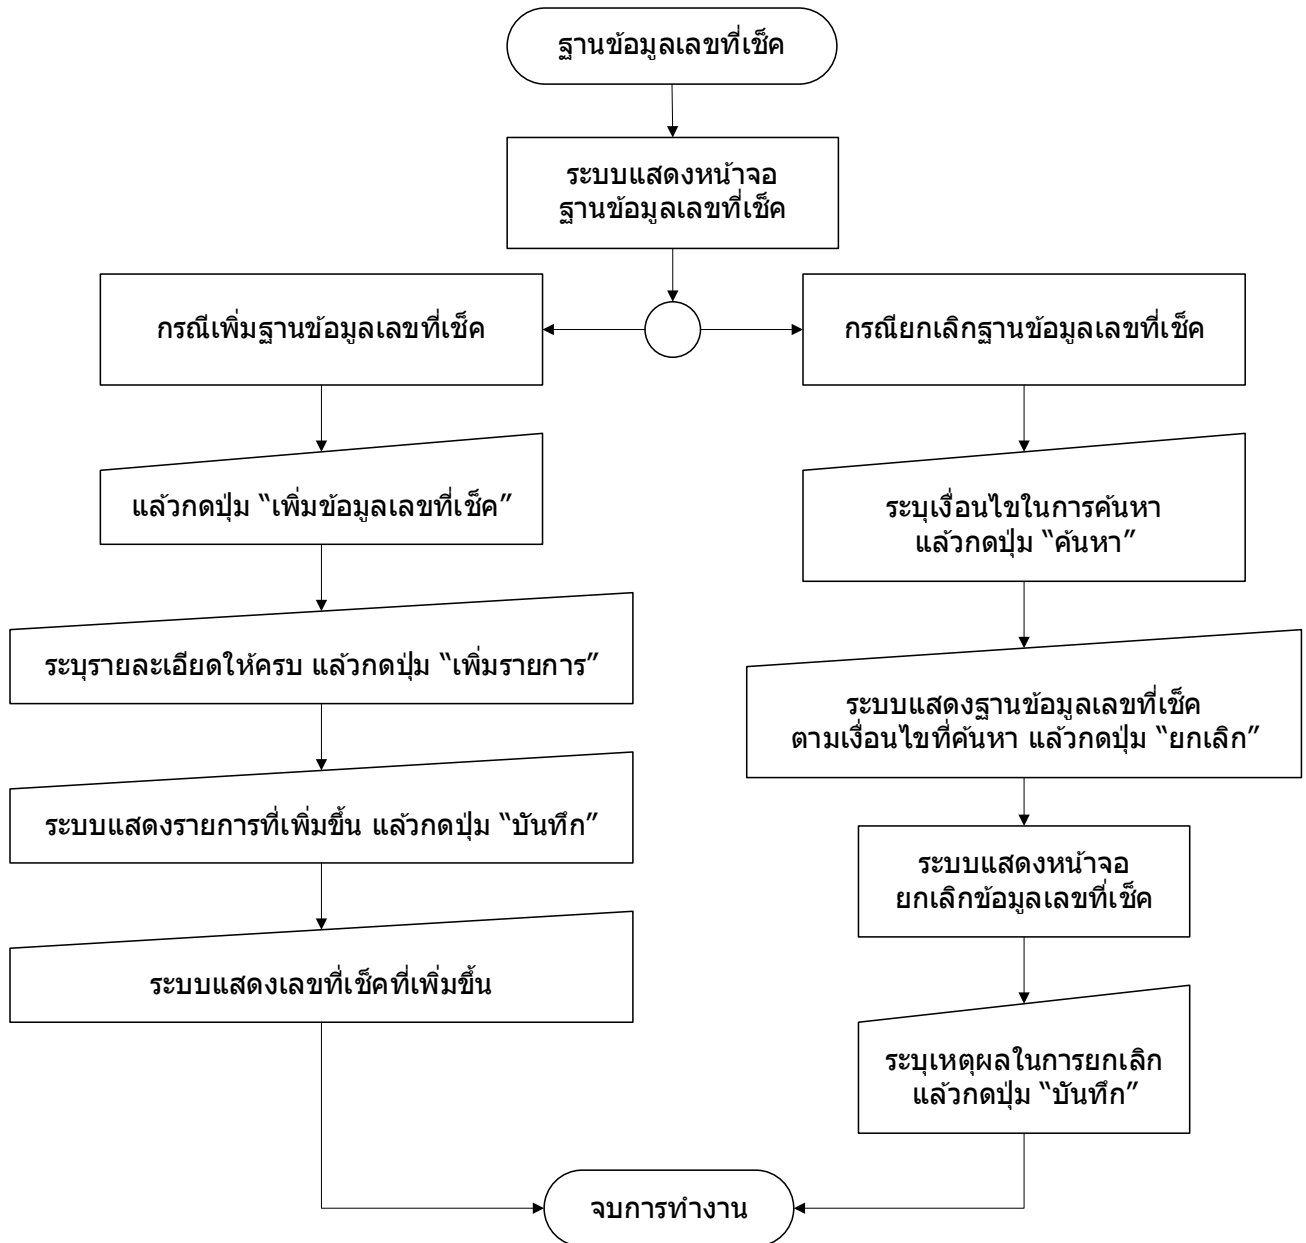 ฐานข้อมูลเลขที่เช็ค
ระบบแสดงหน้าจอ
ฐานข้อมูลเลขที่เช็ค
กรณีเพิ่มฐานข้อมูลเลขที่เช็ค
แล้วกดปุ่ม “เพิ่มข้อมูลเลขที่เช็ค”
ระบุรายละเอียดให้ครบ แล้วกดปุ่ม “เพิ่มรายการ”
ระบบแสดงรายการที่เพิ่มขึ้น แล้วกดปุ่ม “บันทึก”
ระบบแสดงเลขที่เช็คที่เพิ่มขึ้น
กรณียกเลิกฐานข้อมูลเลขที่เช็ค
ระบุเงื่อนไขในการค้นหา
แล้วกดปุ่ม “ค้นหา”
ระบบแสดงฐานข้อมูลเลขที่เช็ค
ตามเงื่อนไขที่ค้นหา แล้วกดปุ่ม “ยกเลิก”
ระบบแสดงหน้าจอ
ยกเลิกข้อมูลเลขที่เช็ค
ระบุเหตุผลในการยกเลิก
แล้วกดปุ่ม “บันทึก”
จบการทำงาน